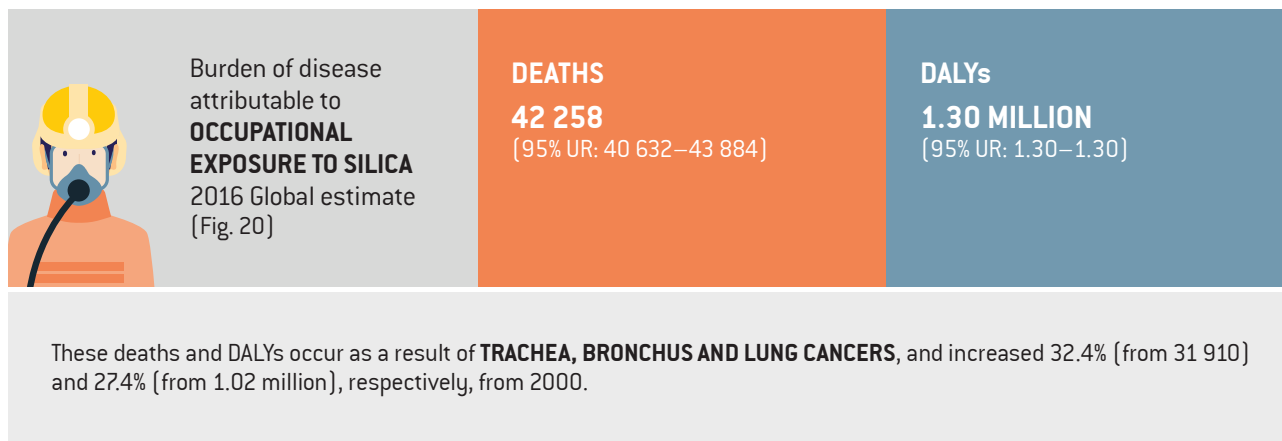 Burden of disease
attributable to
OCCUPATIONAL
EXPOSURE TO SILICA
2016 Global estimate
(Fig. 20)
DEATHS
42 258
(95% UR: 40 632–43 884)
DALYs
1.30 MILLION
(95% UR: 1.30–1.30)
These deaths and DALYs occur as a result of TRACHEA, BRONCHUS AND LUNG CANCERS, and increased 32.4% (from 31 910)
and 27.4% (from 1.02 million), respectively, from 2000.